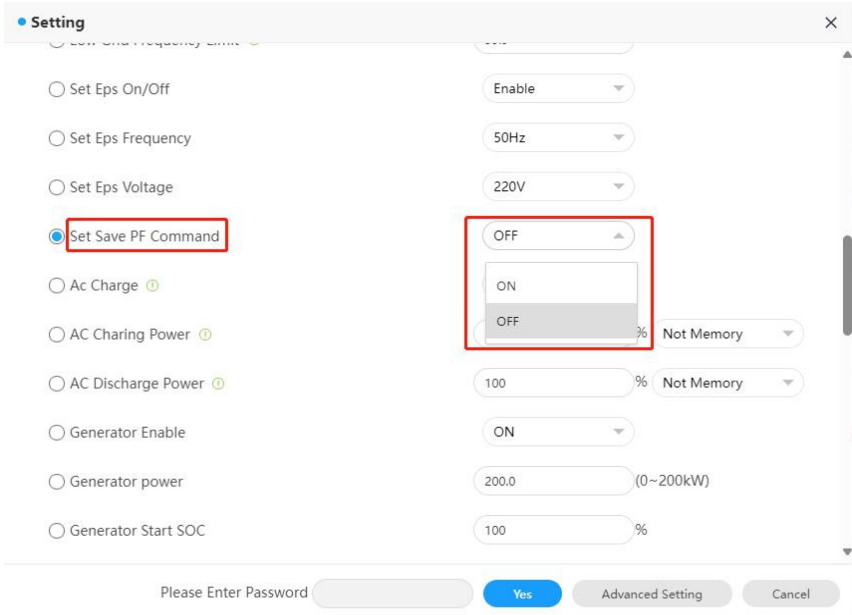 Setting
Set Eps On/Off Enable
Set Eps Frequency 50Hz
Set Eps Voltage 220V
Set Save PF Command OFF
ON
Ac Charge
OFF
AC Charing Power % Not Memory
AC Discharge Power 100 % Not Memory
Generator Enable ON
Generator power 200.0 (0~200kW)
Generator Start SOC 100 %
Please Enter Password Yes Advanced Setting Cancel